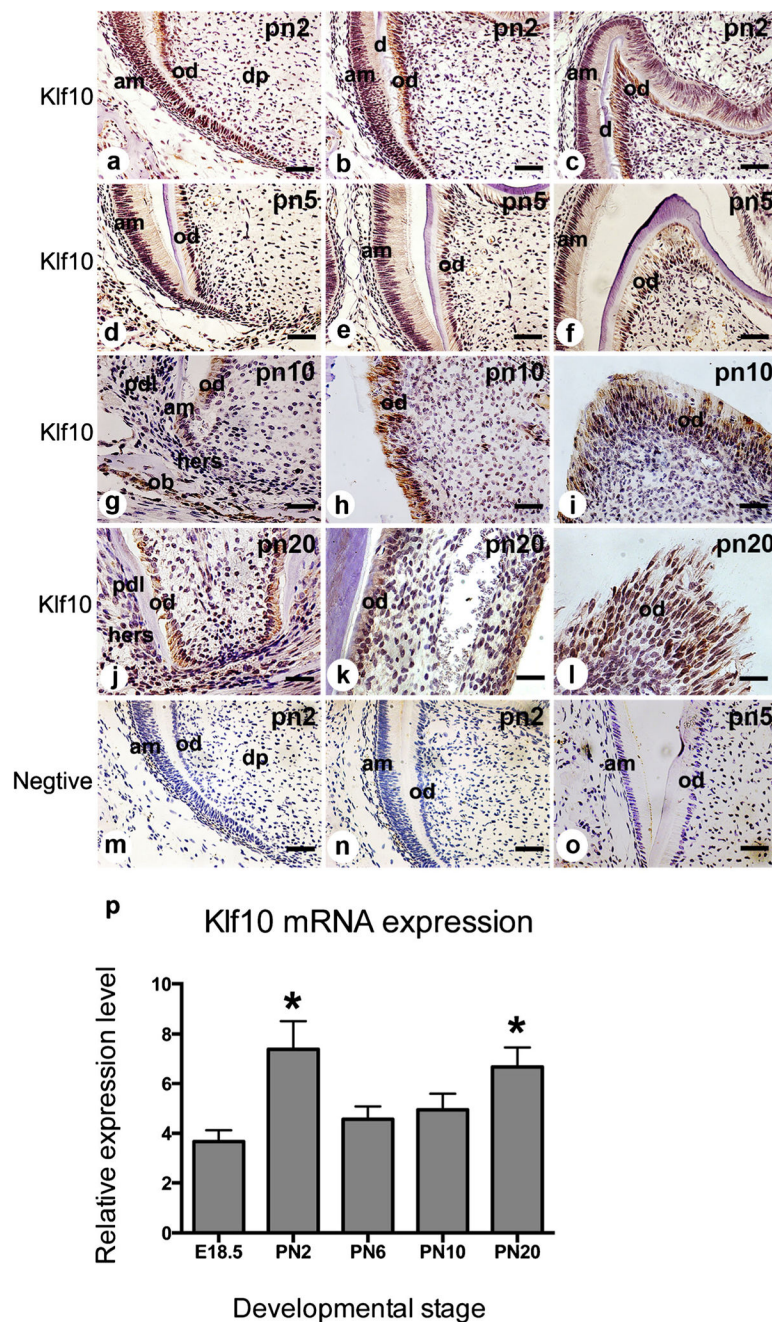 pn2 pn2 pn2
Klf10
am od dp am d od am od d
a b c
pn5 pn5 pn5
Klf10
am od am od am od
d e f
pn10 pn10 pn10
Klf10
pdl od am hers ob od od
g h i
pn20 pn20 pn20
Klf10
pdl od hers od od
j k l
pn2 pn2 pn5
Negtive
am od dp am od am od
m n o
p
Klf10 mRNA expression
Relative expression level
10
8
6
4
2
0
* *
E18.5 PN2 PN6 PN10 PN20
Developmental stage